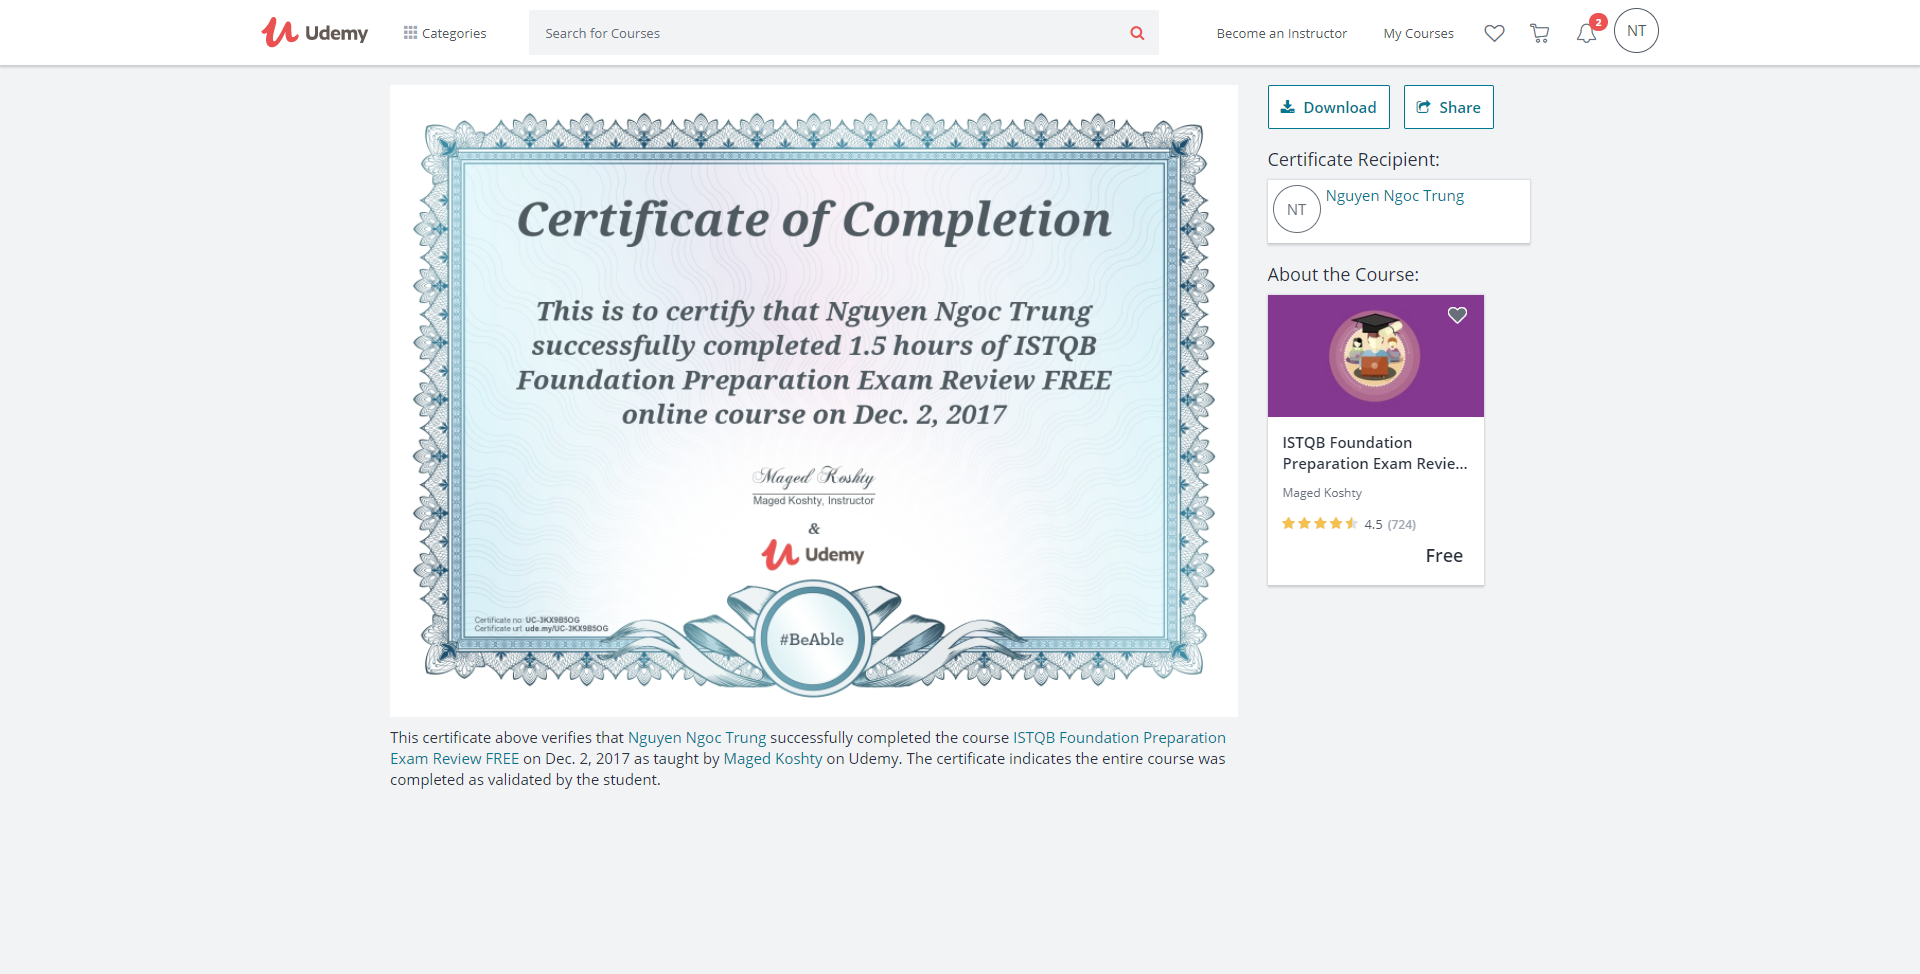 Udemy
Categories
Search for Courses
Become an Instructor
My Courses
2
NT
Certificate of Completion
This is to certify that Nguyen Ngoc Trung
successfully completed 1.5 hours of ISTQB
Foundation Preparation Exam Review FREE
online course on Dec. 2, 2017
Maged Koshty
Maged Koshty, Instructor
&
Udemy
#BeAble
Certificate no: UC-3KX9B5OG
Certificate url: ude.my/UC-3KX9B5OG
This certificate above verifies that Nguyen Ngoc Trung successfully completed the course ISTQB Foundation Preparation
Exam Review FREE on Dec. 2, 2017 as taught by Maged Koshty on Udemy. The certificate indicates the entire course was
completed as validated by the student.
Download
Share
Certificate Recipient:
NT
Nguyen Ngoc Trung
About the Course:
ISTQB Foundation
Preparation Exam Revie...
Maged Koshty
4.5 (724)
Free